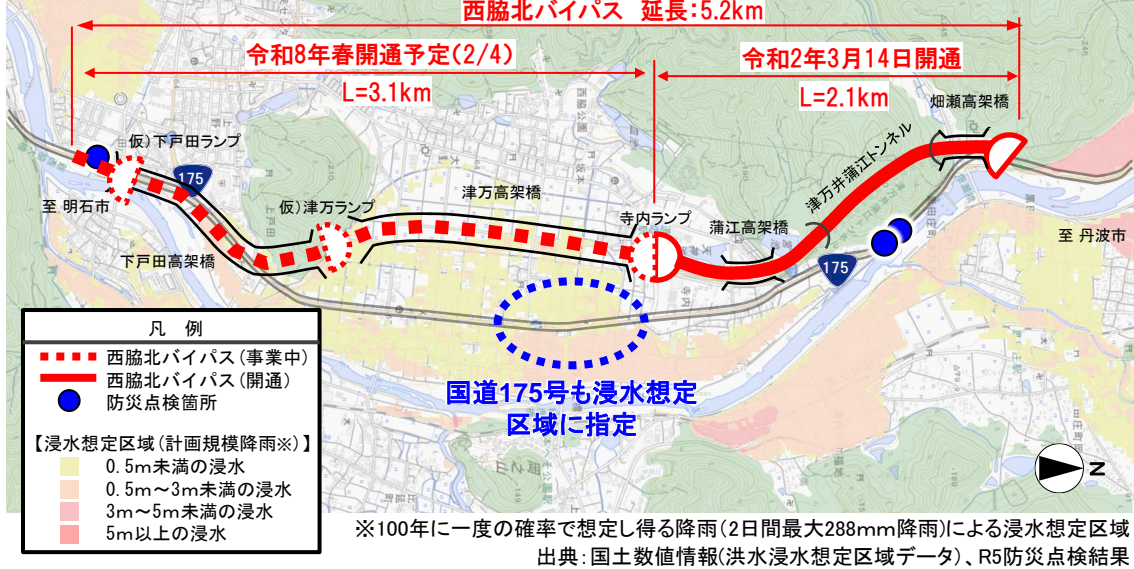 西脇北バイパス 延長:5.2km
令和8年春開通予定(2/4)
令和2年3月14日開通
L=3.1km
L=2.1km
畑瀬高架橋
仮)下戸田ランプ
175
津万井蒲江トンネル
至 明石市
仮)津万ランプ
津万高架橋
寺内ランプ
蒲江高架橋
至 丹波市
下戸田高架橋
175
国道175号も浸水想定
区域に指定
凡 例
西脇北バイパス(事業中)
西脇北バイパス(開通)
防災点検箇所
【浸水想定区域(計画規模降雨※)】
0.5m未満の浸水
0.5m~3m未満の浸水
3m~5m未満の浸水
5m以上の浸水
N
※100年に一度の確率で想定し得る降雨(2日間最大288mm降雨)による浸水想定区域
出典:国土数値情報(洪水浸水想定区域データ)、R5防災点検結果